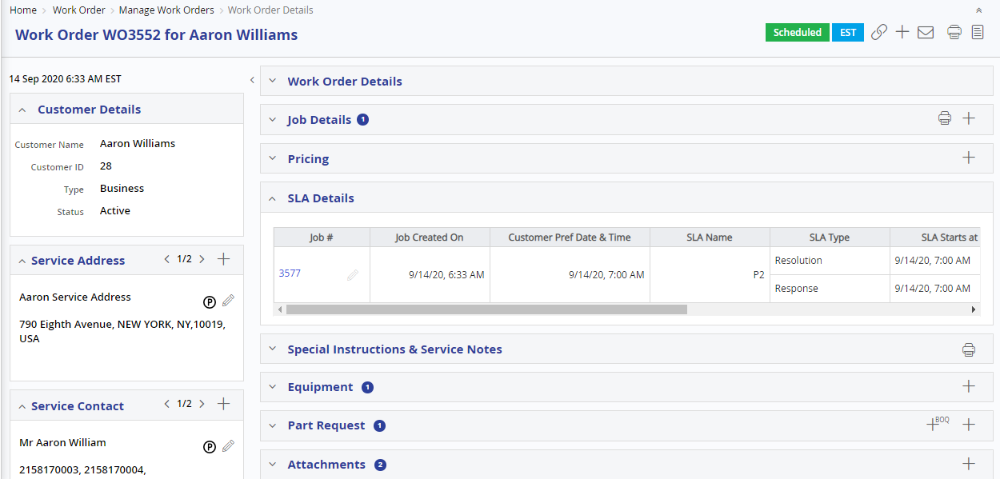 Home > Work Order > Manage Work Orders > Work Order Details
Work Order WO3552 for Aaron Williams
Scheduled EST
14 Sep 2020 6:33 AM EST
Customer Details
Customer Name Aaron Williams
Customer ID 28
Type Business
Status Active
Service Address < 1/2 >
Aaron Service Address
P
790 Eighth Avenue, NEW YORK, NY,10019,
USA
Service Contact < 1/2 >
Mr Aaron William
P
2158170003, 2158170004,
Work Order Details
Job Details 1
Pricing
SLA Details
Job # Job Created On Customer Pref Date & Time SLA Name SLA Type SLA Starts at
3577 9/14/20, 6:33 AM 9/14/20, 7:00 AM P2
Resolution 9/14/20, 7:00 AM
Response 9/14/20, 7:00 AM
Special Instructions & Service Notes
Equipment 1
Part Request 1
BOQ
Attachments 2